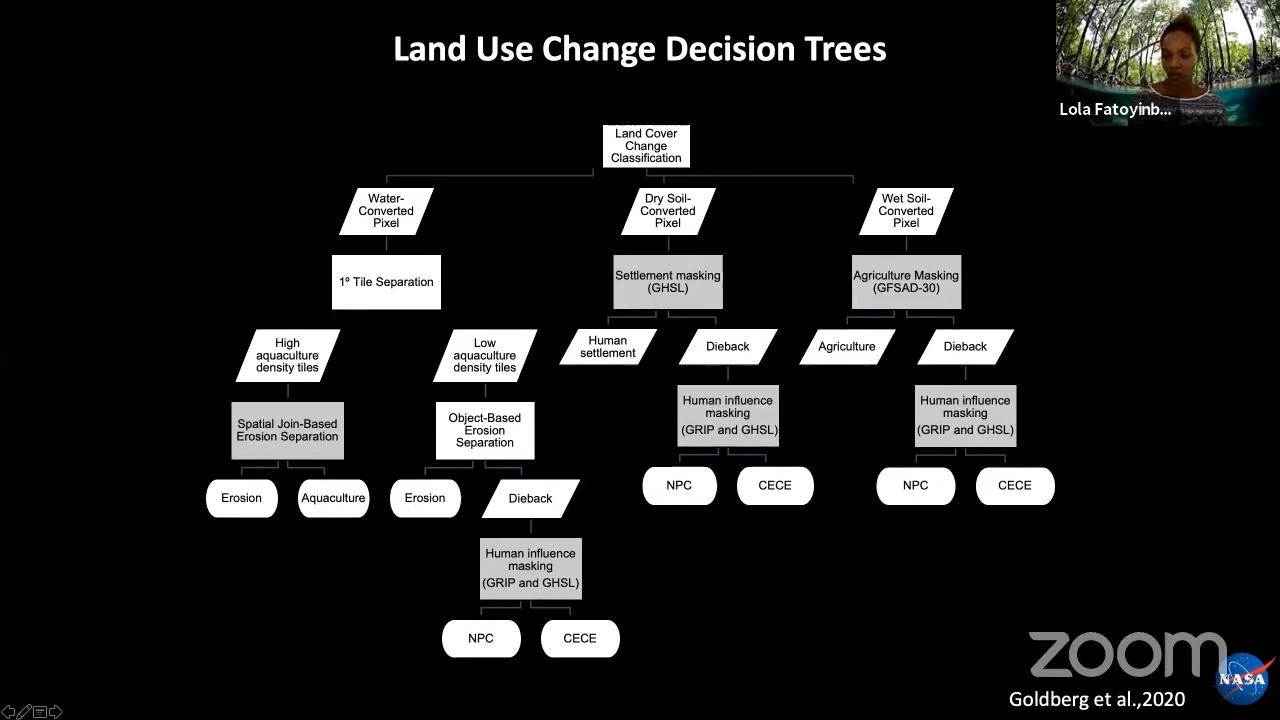 Land Use Change Decision Trees
Lola Fatoyinb...
Land Cover
Change
Classification
Water-
Converted
Pixel
Dry Soil-
Converted
Pixel
Wet Soil-
Converted
Pixel
1º Tile Separation
Settlement masking
(GHSL)
Agriculture Masking
(GFSAD-30)
High
aquaculture
density tiles
Low
aquaculture
density tiles
Human
settlement
Dieback
Agriculture
Dieback
Spatial Join-Based
Erosion Separation
Object-Based
Erosion
Separation
Human influence
masking
(GRIP and GHSL)
Human influence
masking
(GRIP and GHSL)
Erosion
Aquaculture
Erosion
Dieback
NPC
CECE
NPC
CECE
Human influence
masking
(GRIP and GHSL)
NPC
CECE
zoom
NASA
Goldberg et al.,2020